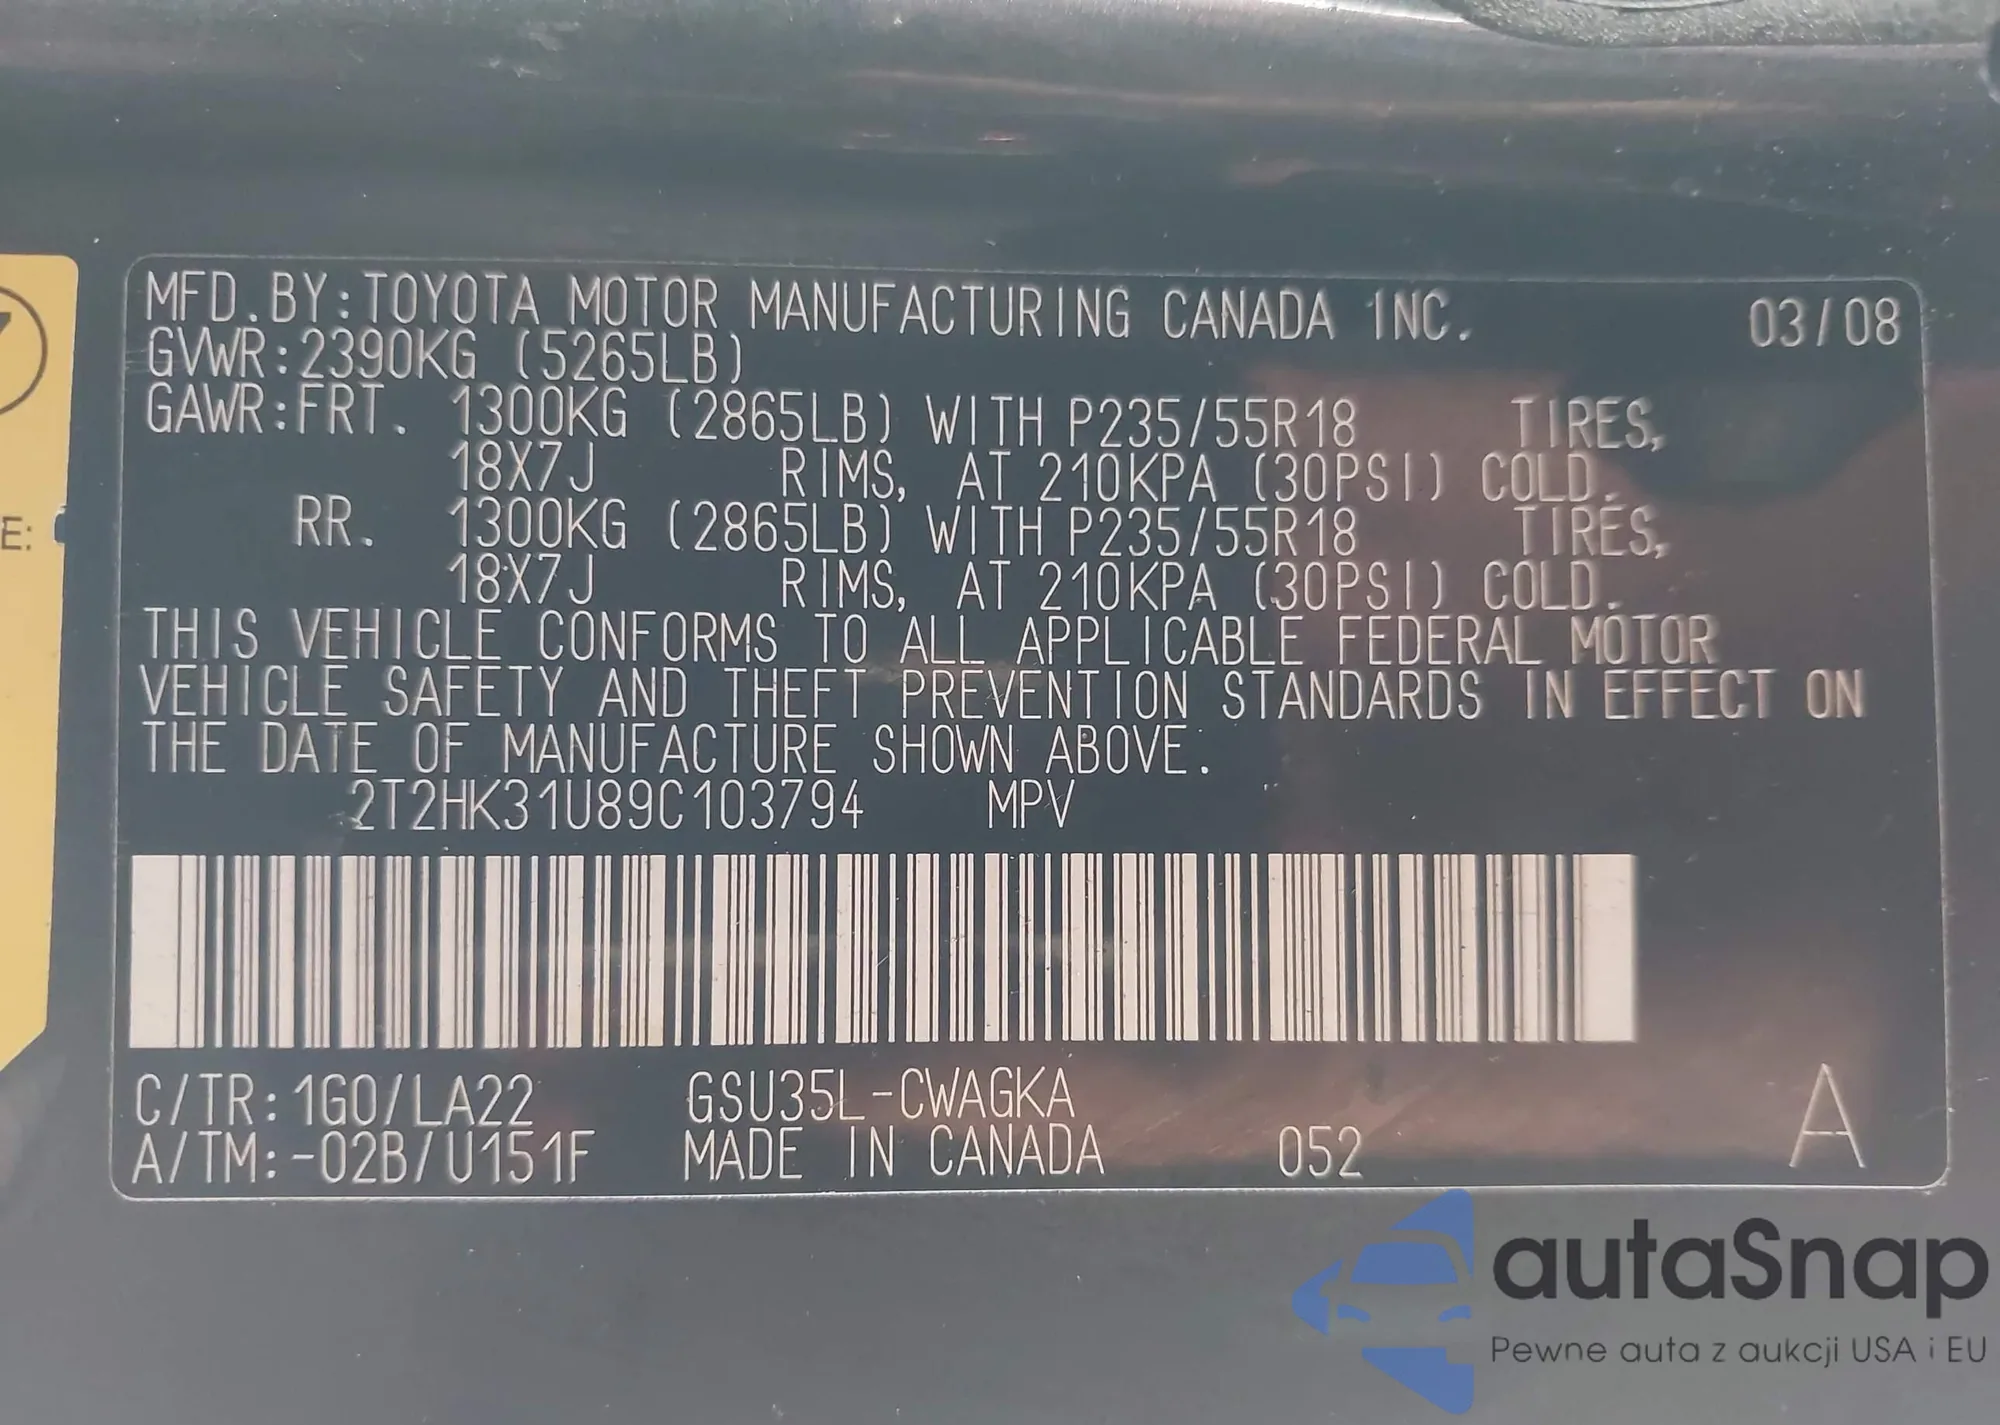 MFD.BY:TOYOTA MOTOR MANUFACTURING CANADA INC. 03/08
GVWR:2390KG (5265LB)
GAWR:FRT. 1300KG (2865LB) WITH P235/55R18 TIRES,
18X7J RIMS, AT 210KPA (30PSI) COLD.
RR. 1300KG (2865LB) WITH P235/55R18 TIRES,
18X7J RIMS, AT 210KPA (30PSI) COLD.
THIS VEHICLE CONFORMS TO ALL APPLICABLE FEDERAL MOTOR
VEHICLE SAFETY AND THEFT PREVENTION STANDARDS IN EFFECT ON
THE DATE OF MANUFACTURE SHOWN ABOVE.
2T2HK31U89C103794 MPV
C/TR:1G0/LA22 GSU35L-CWAGKA
A/TM:-02B/U151F MADE IN CANADA 052 A
E:
autaSnap
Pewne auta z aukcji USA i EU